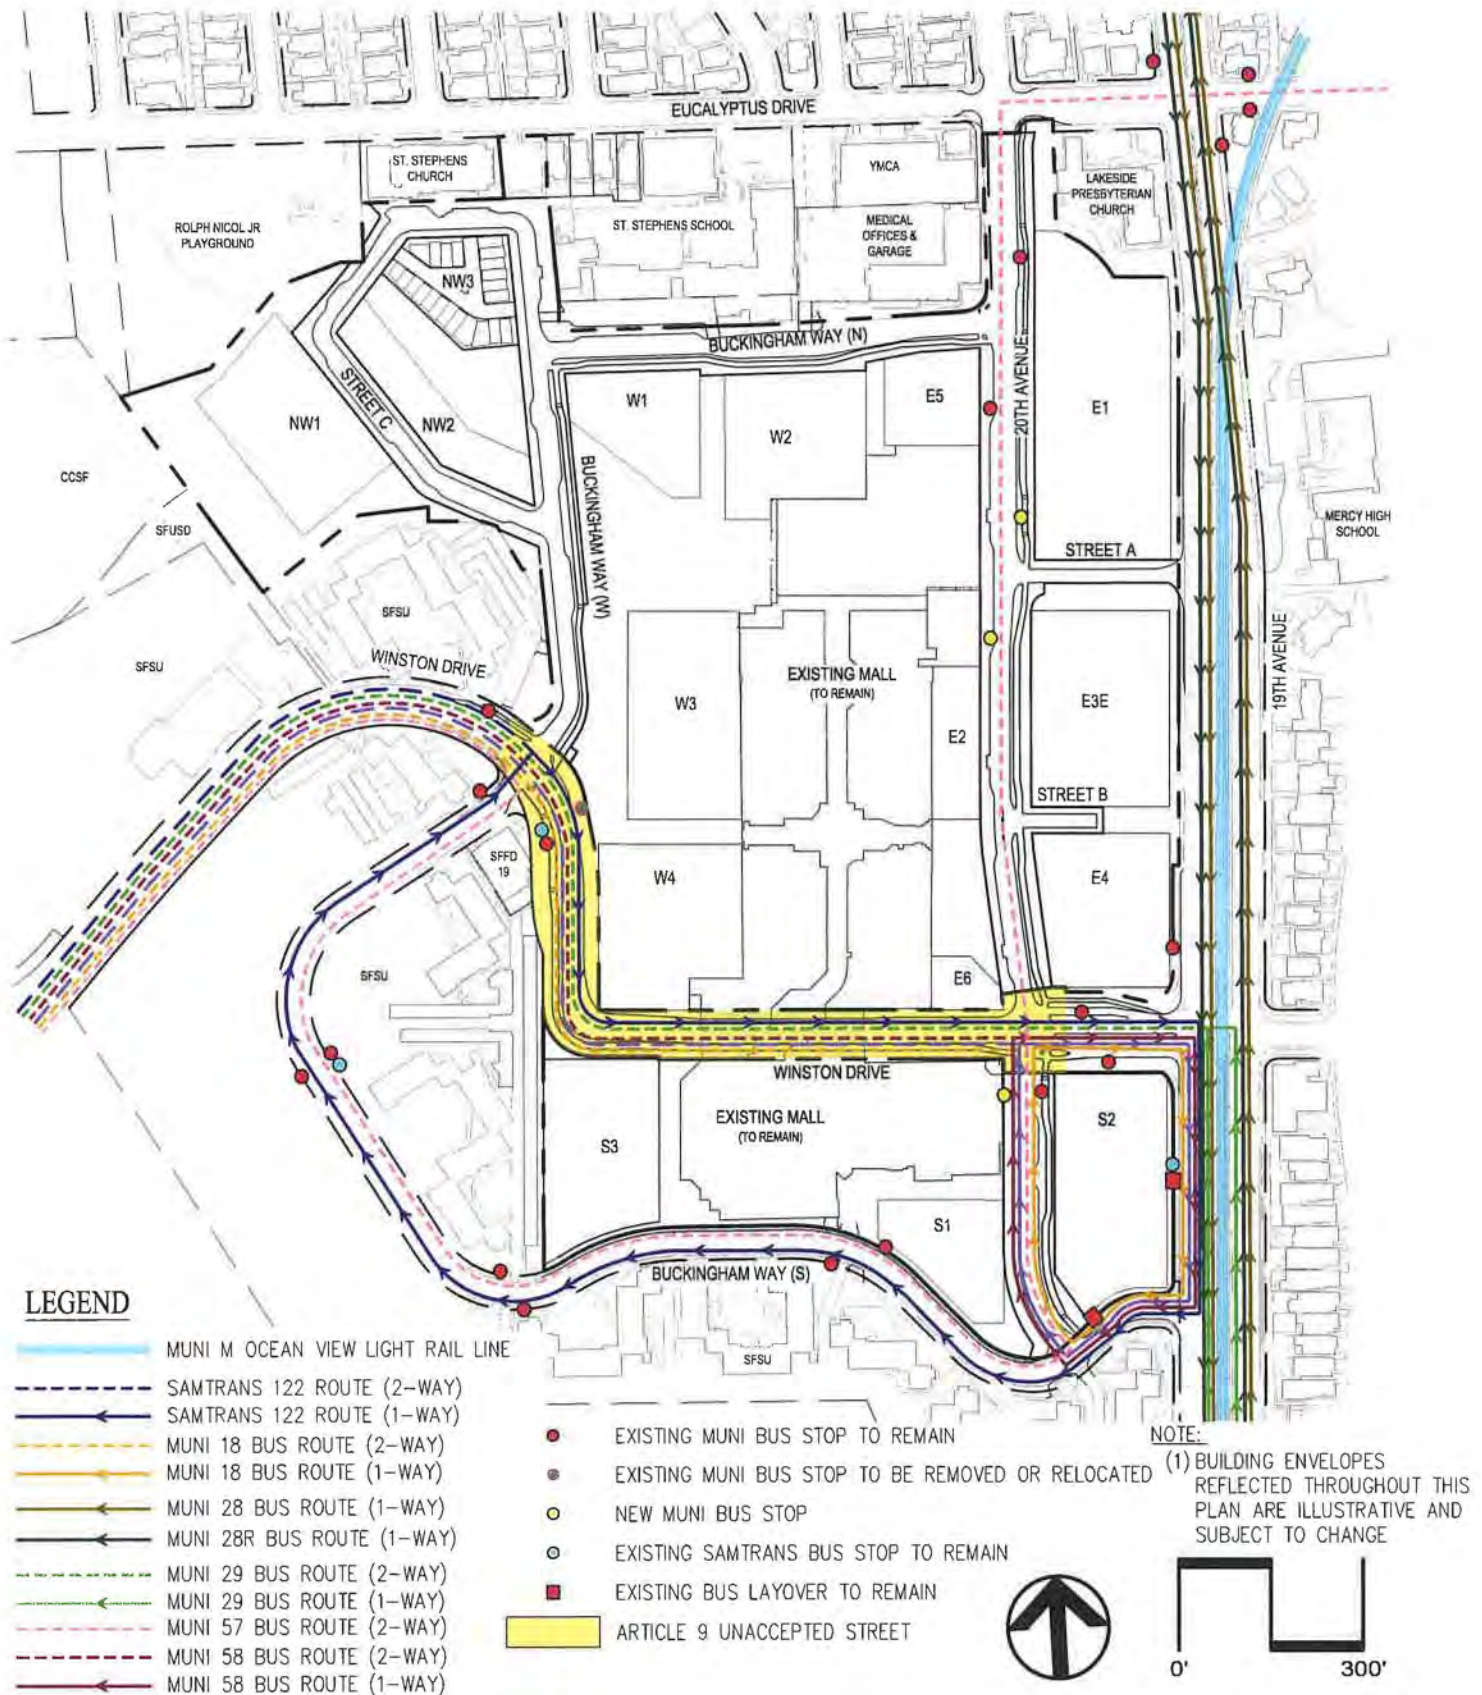 EUCALYPTUS DRIVE
ST. STEPHENS
CHURCH
YMCA
LAKESIDE
PRESBYTERIAN
CHURCH
ROLPH NICOL JR
PLAYGROUND
ST. STEPHENS SCHOOL
MEDICAL
OFFICES &
GARAGE
NW3
BUCKINGHAM WAY (N)
20TH AVENUE
STREET C
NW1
NW2
W1
W2
E5
E1
CCSF
SFUSD
BUCKINGHAM WAY (W)
MERCY HIGH
SCHOOL
STREET A
SFSU
SFSU
WINSTON DRIVE
EXISTING MALL
(TO REMAIN)
W3
E2
E3E
19TH AVENUE
STREET B
SFFD
19
W4
E4
SFSU
E6
WINSTON DRIVE
EXISTING MALL
(TO REMAIN)
S3
S2
S1
BUCKINGHAM WAY (S)
SFSU
LEGEND
MUNI M OCEAN VIEW LIGHT RAIL LINE
SAMTRANS 122 ROUTE (2-WAY)
SAMTRANS 122 ROUTE (1-WAY)
MUNI 18 BUS ROUTE (2-WAY)
MUNI 18 BUS ROUTE (1-WAY)
MUNI 28 BUS ROUTE (1-WAY)
MUNI 28R BUS ROUTE (1-WAY)
MUNI 29 BUS ROUTE (2-WAY)
MUNI 29 BUS ROUTE (1-WAY)
MUNI 57 BUS ROUTE (2-WAY)
MUNI 58 BUS ROUTE (2-WAY)
MUNI 58 BUS ROUTE (1-WAY)
EXISTING MUNI BUS STOP TO REMAIN
EXISTING MUNI BUS STOP TO BE REMOVED OR RELOCATED
NEW MUNI BUS STOP
EXISTING SAMTRANS BUS STOP TO REMAIN
EXISTING BUS LAYOVER TO REMAIN
ARTICLE 9 UNACCEPTED STREET
NOTE:
(1) BUILDING ENVELOPES
REFLECTED THROUGHOUT THIS
PLAN ARE ILLUSTRATIVE AND
SUBJECT TO CHANGE
0' 300'